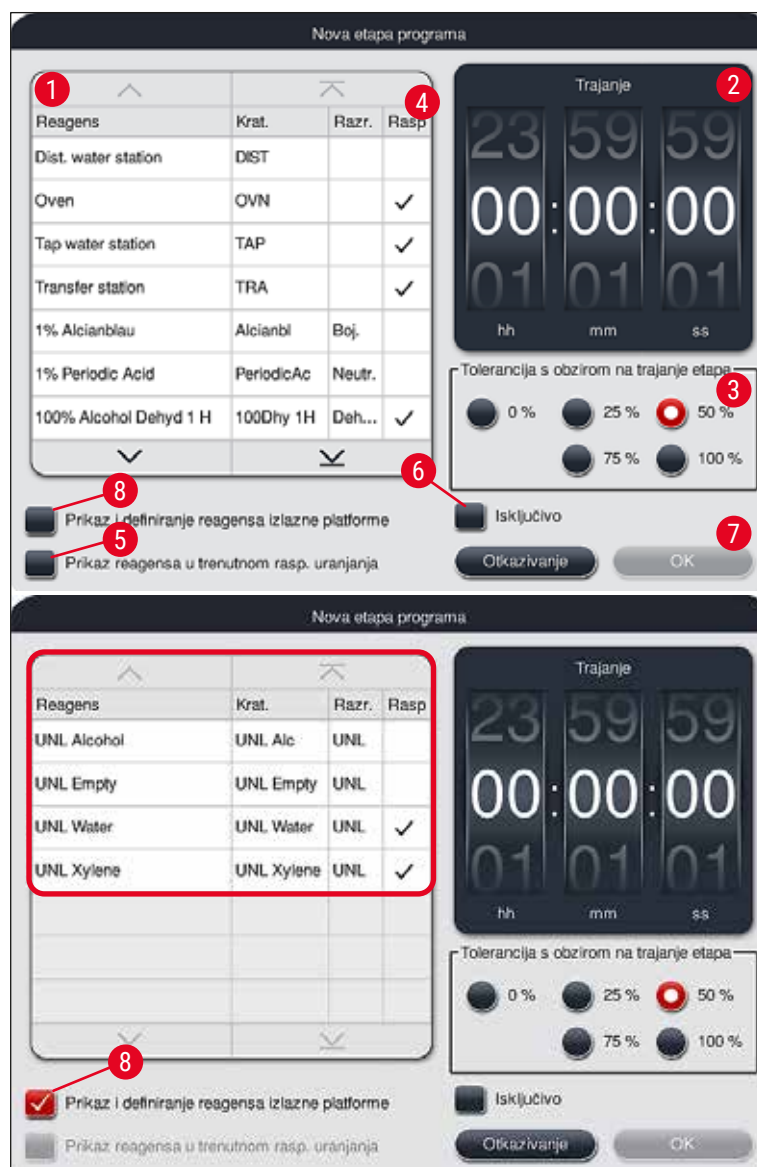 Nova etapa programa
1
4
Reagens Krat. Razr. Rasp
Dist. water station DIST
Oven OVN ✓
Tap water station TAP ✓
Transfer station TRA ✓
1% Alcianblau Alcianbl Boj.
1% Periodic Acid PeriodicAc Neutr.
100% Alcohol Dehyd 1 H 100Dhy 1H Deh... ✓
8
Prikaz i definiranje reagensa izlazne platforme
5
Prikaz reagensa u trenutnom rasp. uranjanja
Trajanje
2
23 59 59
00:00:00
01 01 01
hh mm ss
Tolerancija s obzirom na trajanje etapa
3
0 % 25 % 50 %
75 % 100 %
6
Isključivo
7
Otkazivanje OK
Nova etapa programa
Reagens Krat. Razr. Rasp
UNL Alcohol UNL Alc UNL
UNL Empty UNL Empty UNL
UNL Water UNL Water UNL ✓
UNL Xylene UNL Xylene UNL ✓
8
Prikaz i definiranje reagensa izlazne platforme
Prikaz reagensa u trenutnom rasp. uranjanja
Trajanje
23 59 59
00:00:00
01 01 01
hh mm ss
Tolerancija s obzirom na trajanje etapa
0 % 25 % 50 %
75 % 100 %
Isključivo
Otkazivanje OK